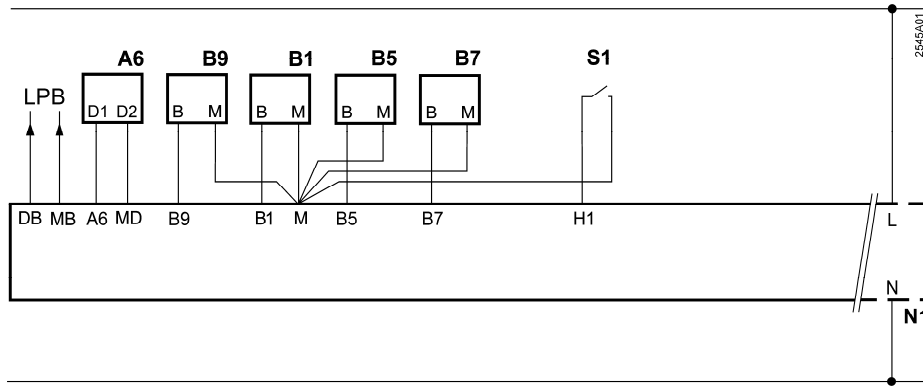 2545A01
A6 B9 B1 B5 B7 S1
LPB
D1 D2 B M B M B M B M
DB MB A6 MD B9 B1 M B5 B7 H1 L
N
N1